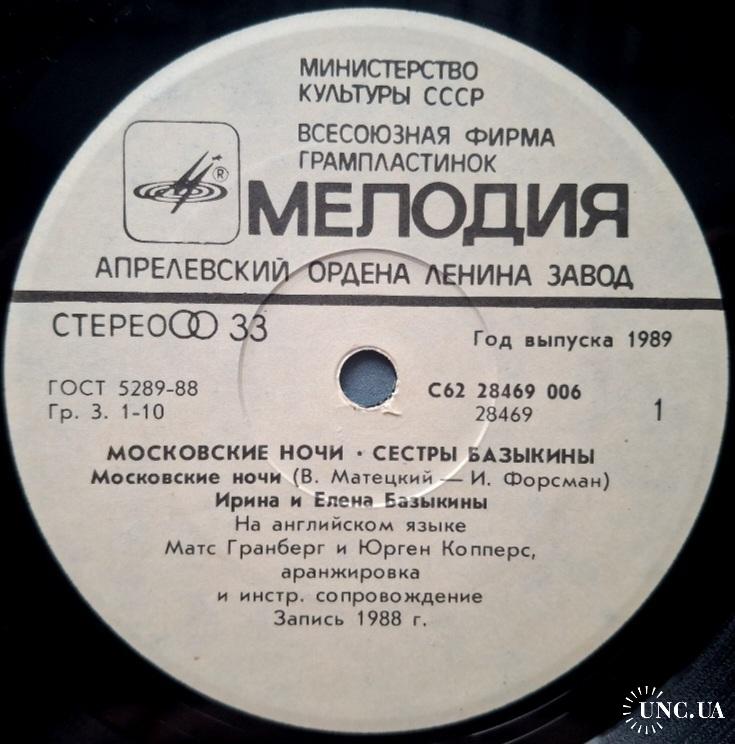 МИНИСТЕРСТВО
КУЛЬТУРЫ СССР
ВСЕСОЮЗНАЯ ФИРМА
ГРАМПЛАСТИНОК
®
МЕЛОДИЯ
АПРЕЛЕВСКИЙ ОРДЕНА ЛЕНИНА ЗАВОД
СТЕРЕО 33
Год выпуска 1989
ГОСТ 5289-88
Гр. 3. 1-10
С62 28469 006
28469
1
МОСКОВСКИЕ НОЧИ • СЕСТРЫ БАЗЫКИНЫ
Московские ночи (В. Матецкий — И. Форсман)
Ирина и Елена Базыкины
На английском языке
Матс Гранберг и Юрген Копперс,
аранжировка
и инстр. сопровождение
Запись 1988 г.
UNC.UA